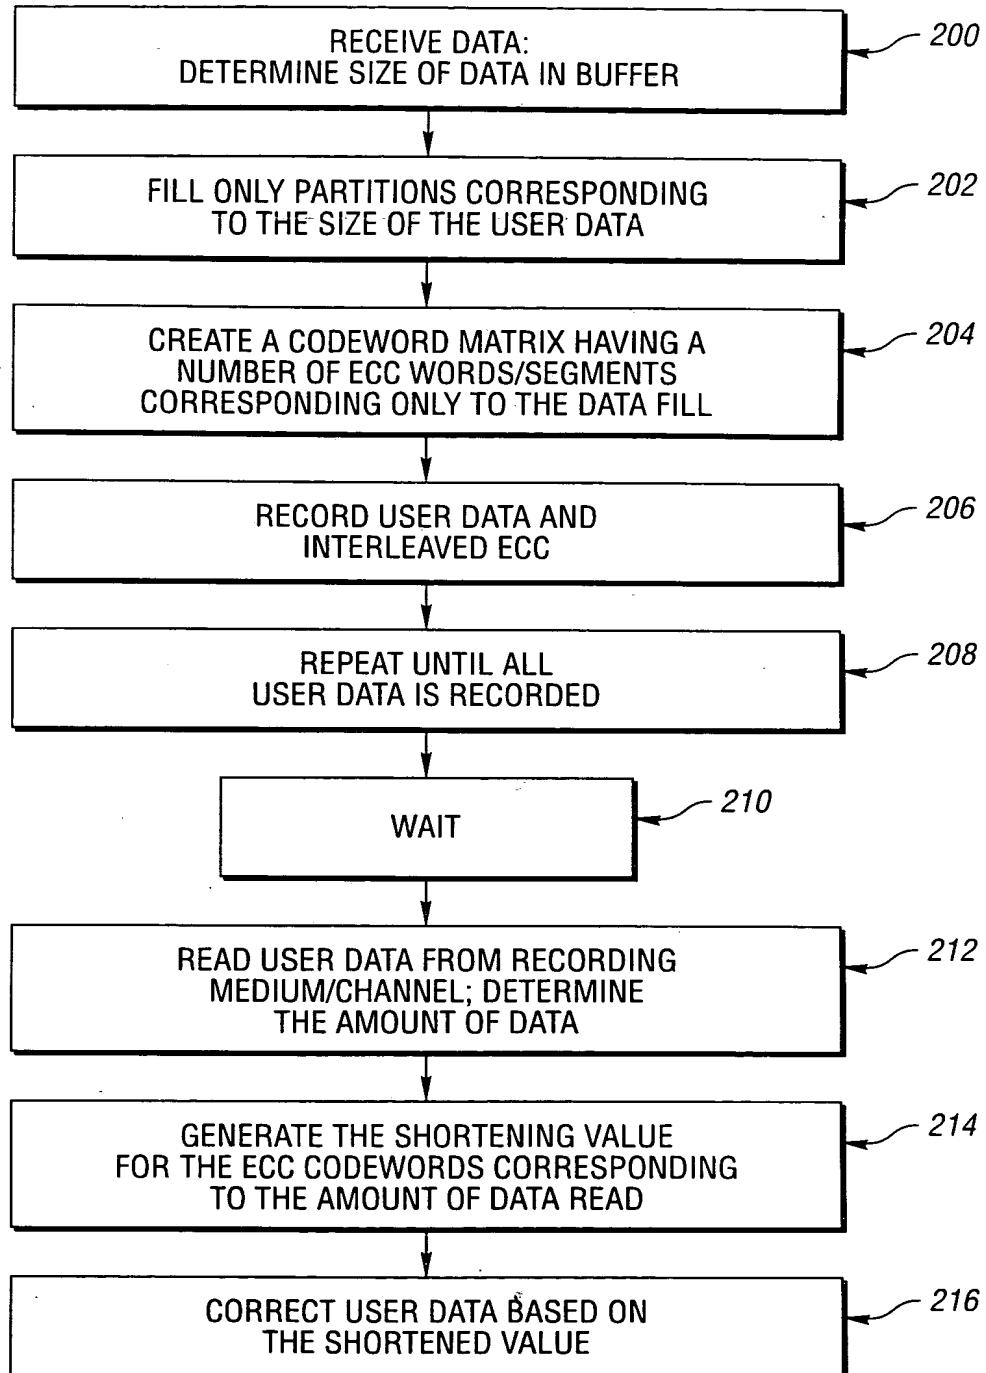 RECEIVE DATA:
DETERMINE SIZE OF DATA IN BUFFER
200
FILL ONLY PARTITIONS CORRESPONDING
TO THE SIZE OF THE USER DATA
202
CREATE A CODEWORD MATRIX HAVING A
NUMBER OF ECC WORDS/SEGMENTS
CORRESPONDING ONLY TO THE DATA FILL
204
RECORD USER DATA AND
INTERLEAVED ECC
206
REPEAT UNTIL ALL
USER DATA IS RECORDED
208
WAIT
210
READ USER DATA FROM RECORDING
MEDIUM/CHANNEL; DETERMINE
THE AMOUNT OF DATA
212
GENERATE THE SHORTENING VALUE
FOR THE ECC CODEWORDS CORRESPONDING
TO THE AMOUNT OF DATA READ
214
CORRECT USER DATA BASED ON
THE SHORTENED VALUE
216